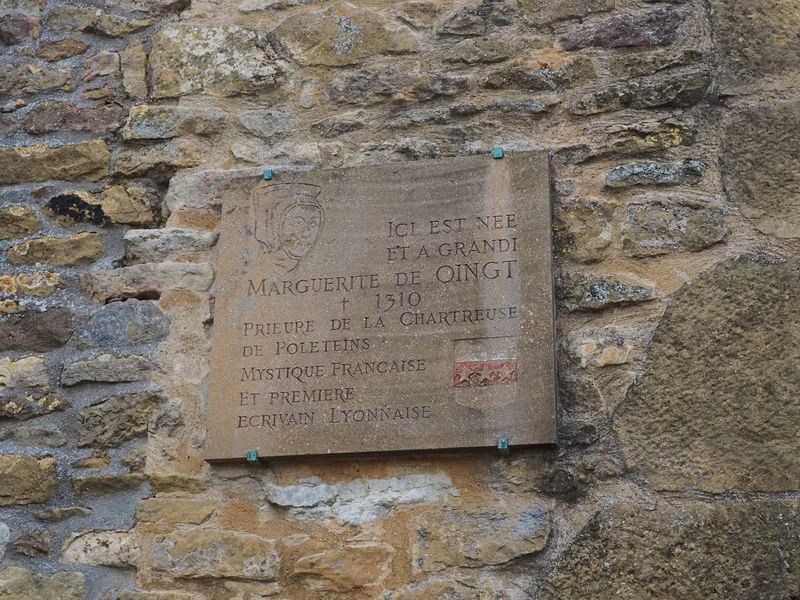 ICI EST NEE
ET A GRANDI
MARGUERITE DE OINGT
† 1310
PRIEURE DE LA CHARTREUSE
DE POLETEINS
MYSTIQUE FRANCAISE
ET PREMIERE
ECRIVAIN LYONNAISE